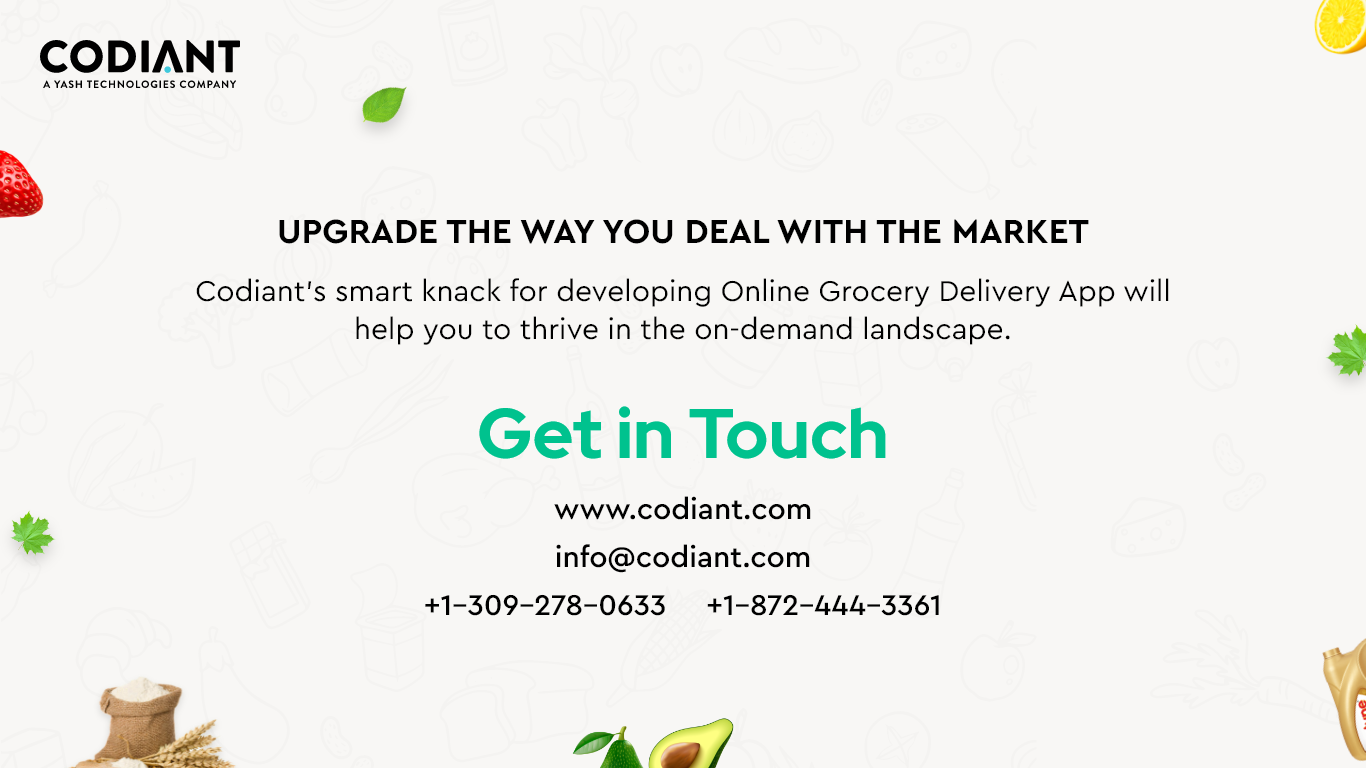 CODIANT
A YASH TECHNOLOGIES COMPANY
UPGRADE THE WAY YOU DEAL WITH THE MARKET
Codiant's smart knack for developing Online Grocery Delivery App will
help you to thrive in the on-demand landscape.
Get in Touch
www.codiant.com
info@codiant.com
+1-309-278-0633 +1-872-444-3361